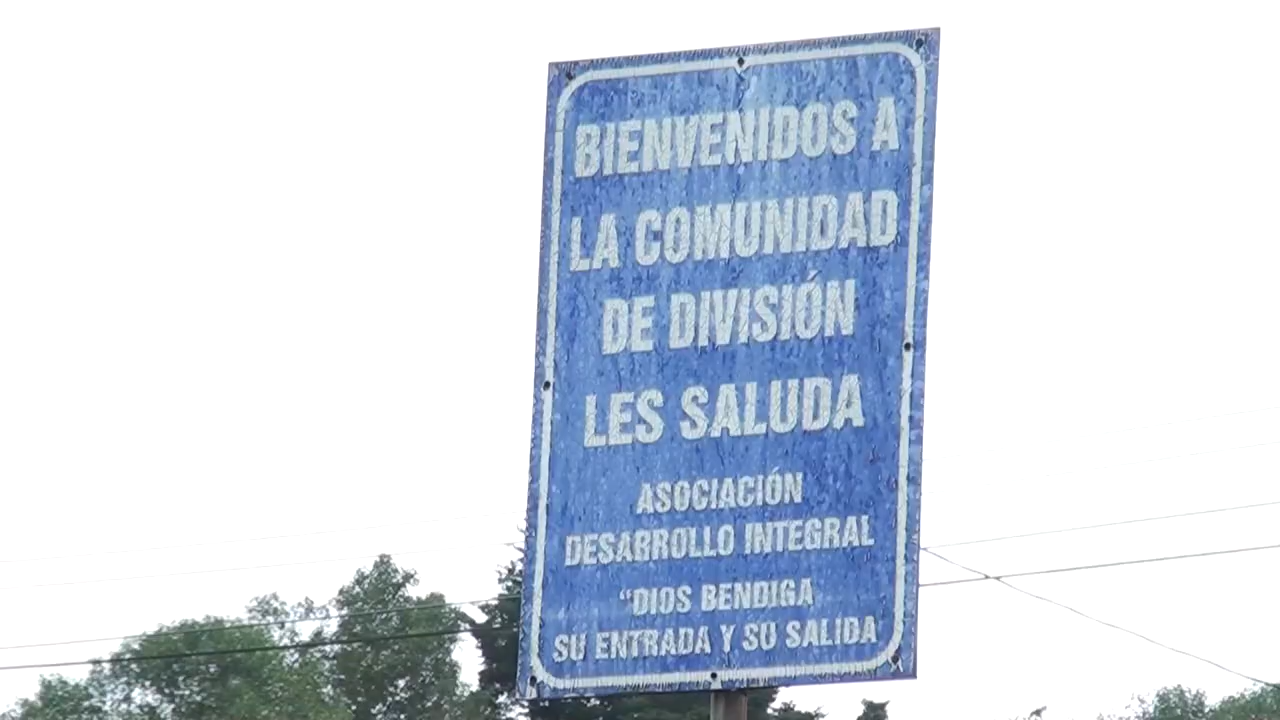 BIENVENIDOS A
LA COMUNIDAD
DE DIVISIÓN
LES SALUDA
ASOCIACIÓN
DESARROLLO INTEGRAL
“DIOS BENDIGA
SU ENTRADA Y SU SALIDA